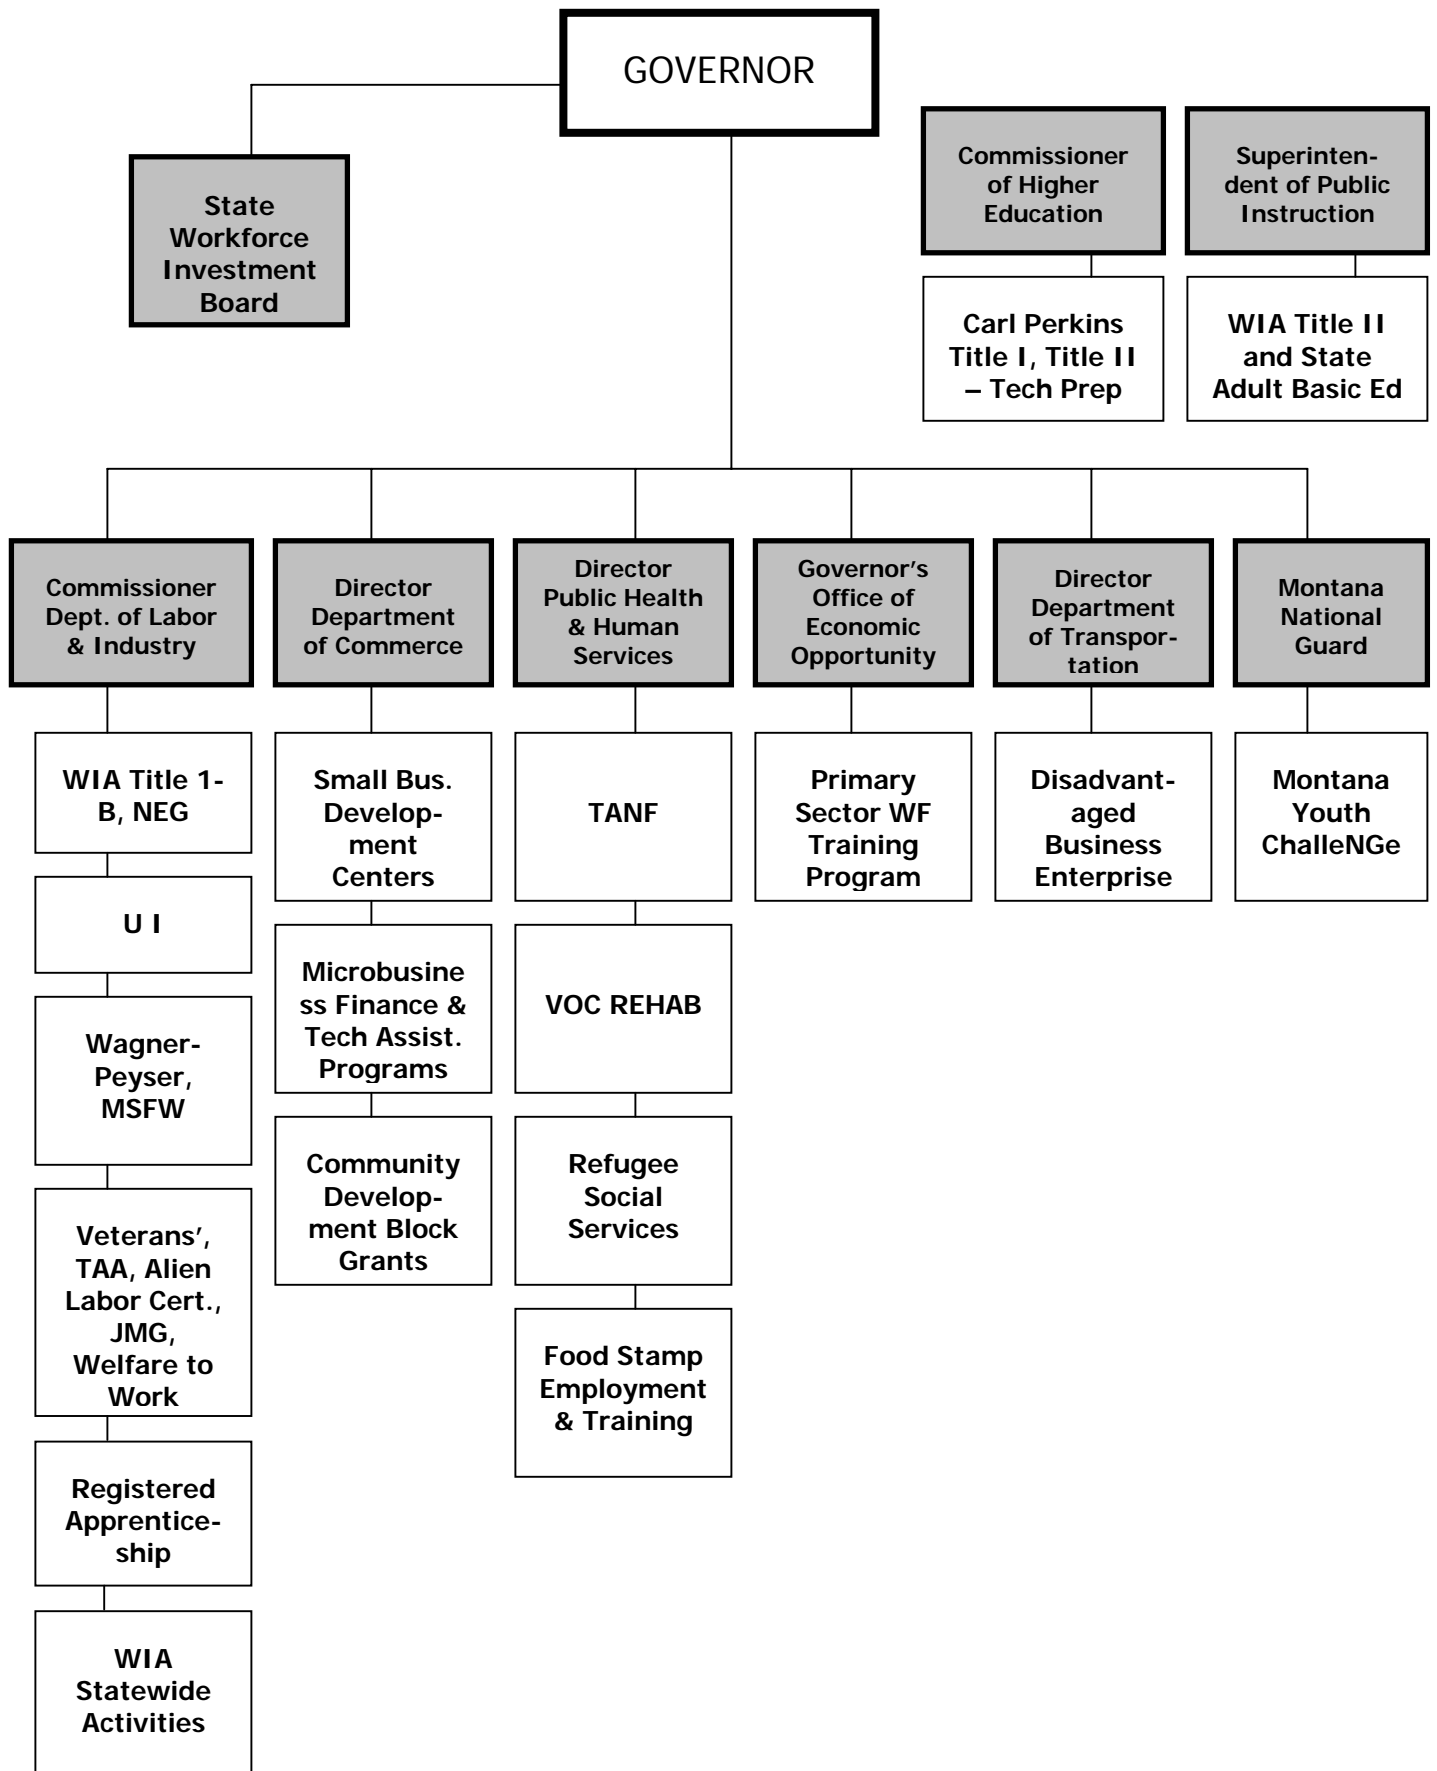 GOVERNOR
State
Workforce
Investment
Board
Commissioner
of Higher
Education
Superinten-
dent of Public
Instruction
Carl Perkins
Title I, Title II
– Tech Prep
WIA Title II
and State
Adult Basic Ed
Commissioner
Dept. of Labor
& Industry
Director
Department
of Commerce
Director
Public Health
& Human
Services
Governor’s
Office of
Economic
Opportunity
Director
Department
of Transpor-
tation
Montana
National
Guard
WIA Title 1-
B, NEG
U I
Wagner-
Peyser,
MSFW
Veterans’,
TAA, Alien
Labor Cert.,
JMG,
Welfare to
Work
Registered
Apprentice-
ship
WIA
Statewide
Activities
Small Bus.
Develop-
ment
Centers
Microbusine
ss Finance &
Tech Assist.
Programs
Community
Develop-
ment Block
Grants
TANF
VOC REHAB
Refugee
Social
Services
Food Stamp
Employment
& Training
Primary
Sector WF
Training
Program
Disadvant-
aged
Business
Enterprise
Montana
Youth
ChalleNGe